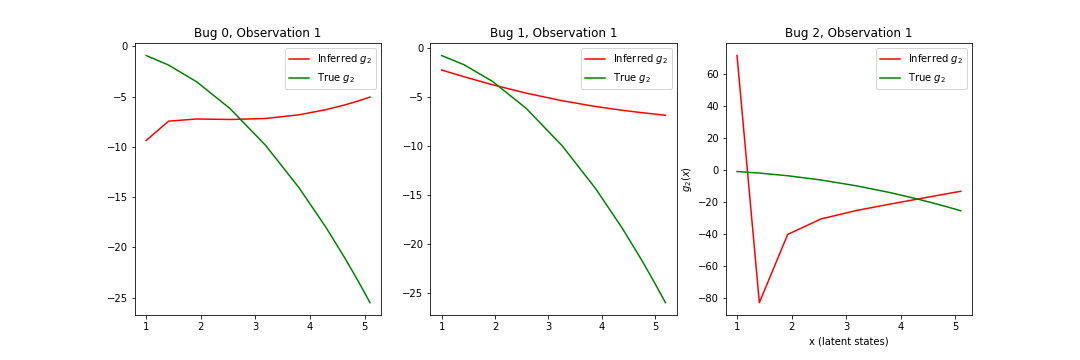 Bug 0, Observation 1
Inferred g₂
True g₂
0
−5
−10
−15
−20
−25
1 2 3 4 5
Bug 1, Observation 1
Inferred g₂
True g₂
0
−5
−10
−15
−20
−25
1 2 3 4 5
Bug 2, Observation 1
Inferred g₂
True g₂
g₂(x)
60
40
20
0
−20
−40
−60
−80
1 2 3 4 5
x (latent states)